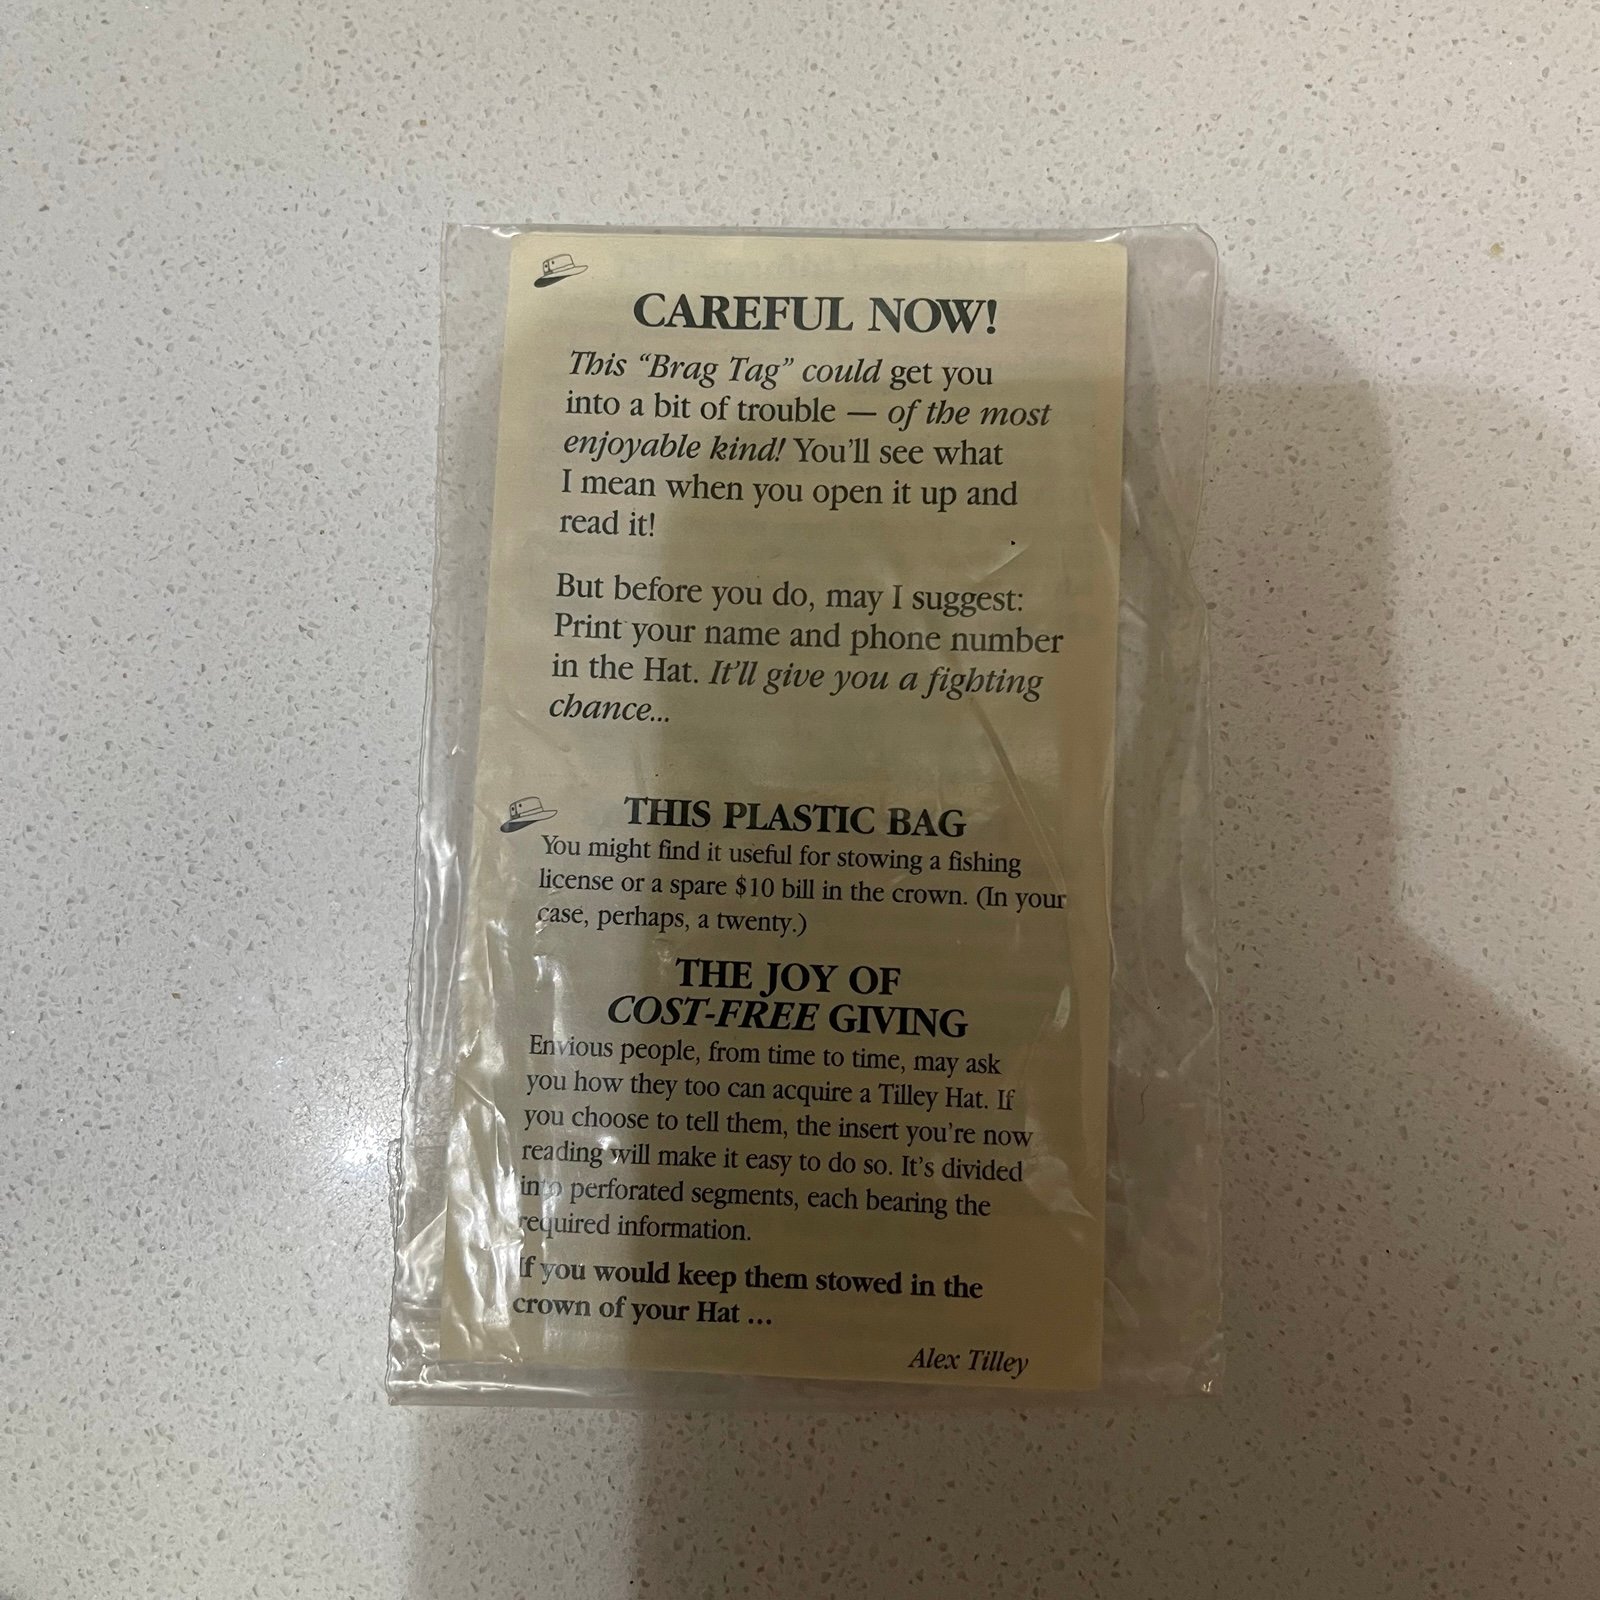 CAREFUL NOW!
This “Brag Tag” could get you
into a bit of trouble — of the most
enjoyable kind! You’ll see what
I mean when you open it up and
read it!
But before you do, may I suggest:
Print your name and phone number
in the Hat. It’ll give you a fighting
chance...
THIS PLASTIC BAG
You might find it useful for stowing a fishing
license or a spare $10 bill in the crown. (In your
case, perhaps, a twenty.)
THE JOY OF
COST-FREE GIVING
Envious people, from time to time, may ask
you how they too can acquire a Tilley Hat. If
you choose to tell them, the insert you’re now
reading will make it easy to do so. It’s divided
into perforated segments, each bearing the
required information.
If you would keep them stowed in the
crown of your Hat ...
Alex Tilley